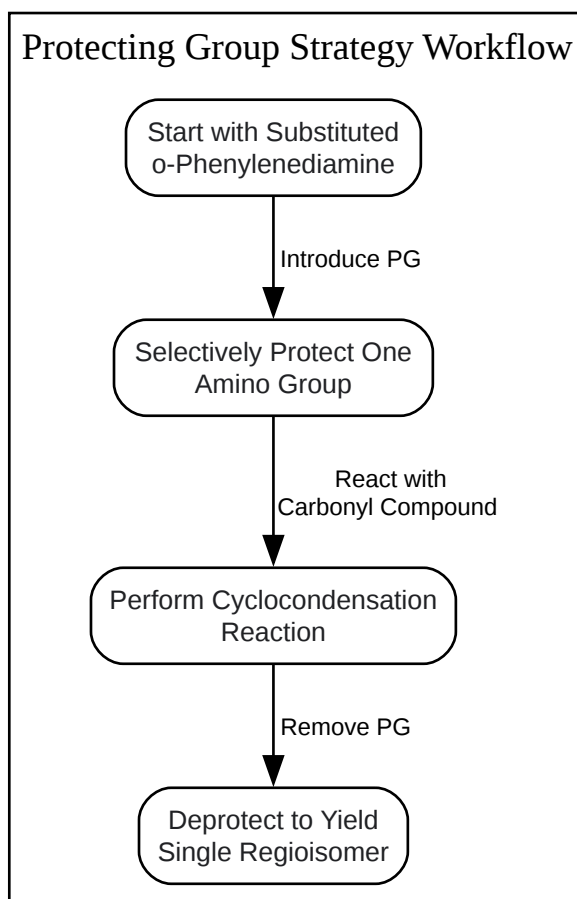 Protecting Group Strategy Workflow
Start with Substituted
o-Phenylenediamine
Introduce PG
Selectively Protect One
Amino Group
React with
Carbonyl Compound
Perform Cyclocondensation
Reaction
Remove PG
Deprotect to Yield
Single Regioisomer